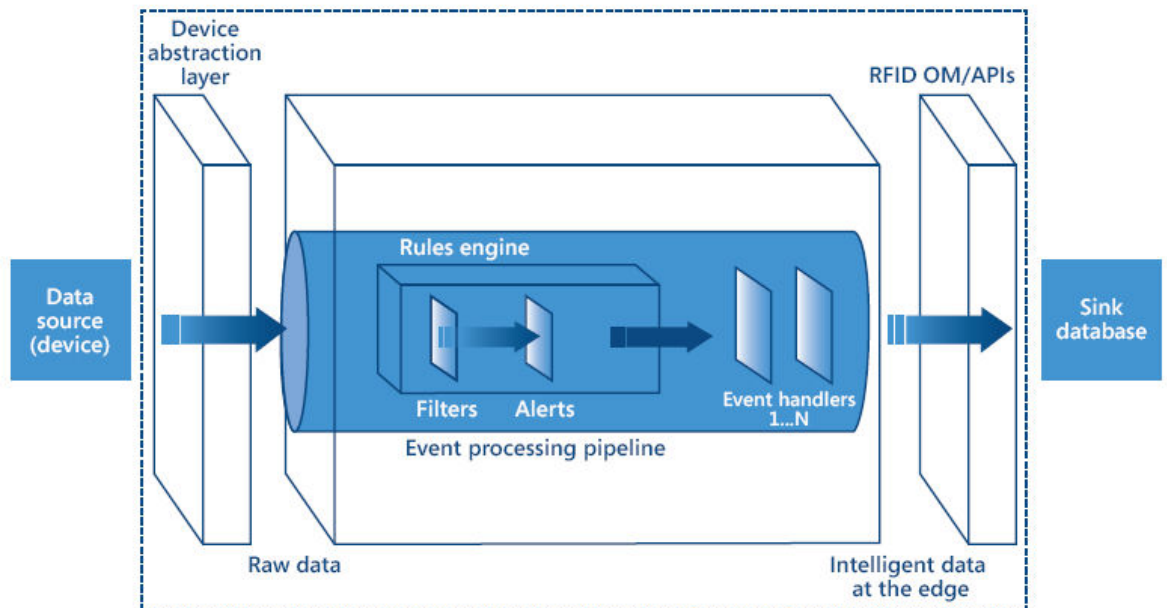 Device
abstraction
layer
RFID OM/APIs
Rules engine
Data
source
(device)
Sink
database
Filters
Alerts
Event handlers
1...N
Event processing pipeline
Raw data
Intelligent data
at the edge